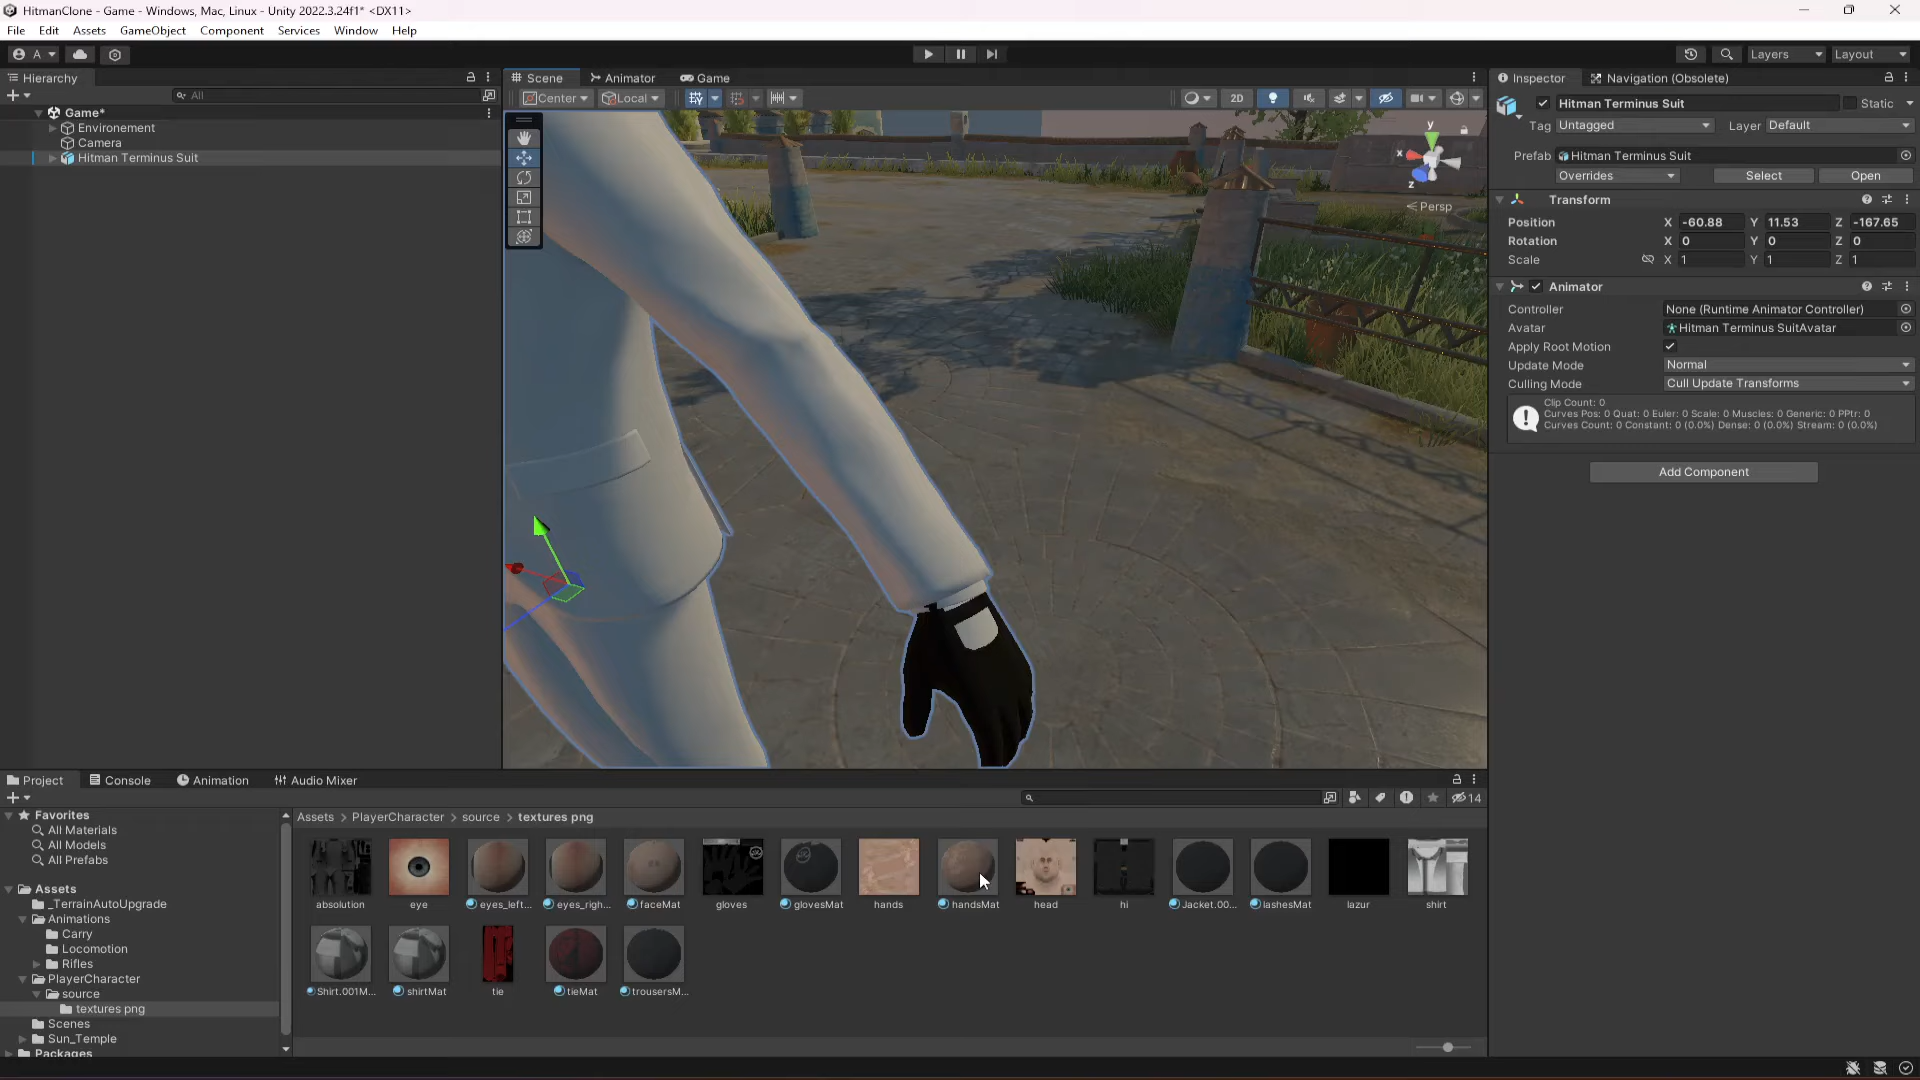 HitmanClone - Game - Windows, Mac, Linux - Unity 2022.3.24f1* <DX11>
File Edit Assets GameObject Component Services Window Help
A Layers Layout
Hierarchy
All
Game*
Environement
Camera
Hitman Terminus Suit
Scene Animator Game
Center Local 2D
y
x
z
Persp
Inspector Navigation (Obsolete)
Hitman Terminus Suit Static
Tag Untagged Layer Default
Prefab Hitman Terminus Suit
Overrides Select Open
Transform
Position X -60.88 Y 11.53 Z -167.65
Rotation X 0 Y 0 Z 0
Scale X 1 Y 1 Z 1
Animator
Controller None (Runtime Animator Controller)
Avatar Hitman Terminus SuitAvatar
Apply Root Motion
Update Mode Normal
Culling Mode Cull Update Transforms
Clip Count: 0
Curves Pos: 0 Quat: 0 Euler: 0 Scale: 0 Muscles: 0 Generic: 0 PPtr: 0
Curves Count: 0 Constant: 0 (0.0%) Dense: 0 (0.0%) Stream: 0 (0.0%)
Add Component
Project Console Animation Audio Mixer
14
Favorites
All Materials
All Models
All Prefabs
Assets
_TerrainAutoUpgrade
Animations
Carry
Locomotion
Rifles
PlayerCharacter
source
textures png
Scenes
Sun_Temple
Packages
Assets > PlayerCharacter > source > textures png
absolution eye eyes_left... eyes_righ... faceMat gloves glovesMat hands handsMat head hi Jacket.00... lashesMat lazur shirt
Shirt.001M... shirtMat tie tieMat trousersM...